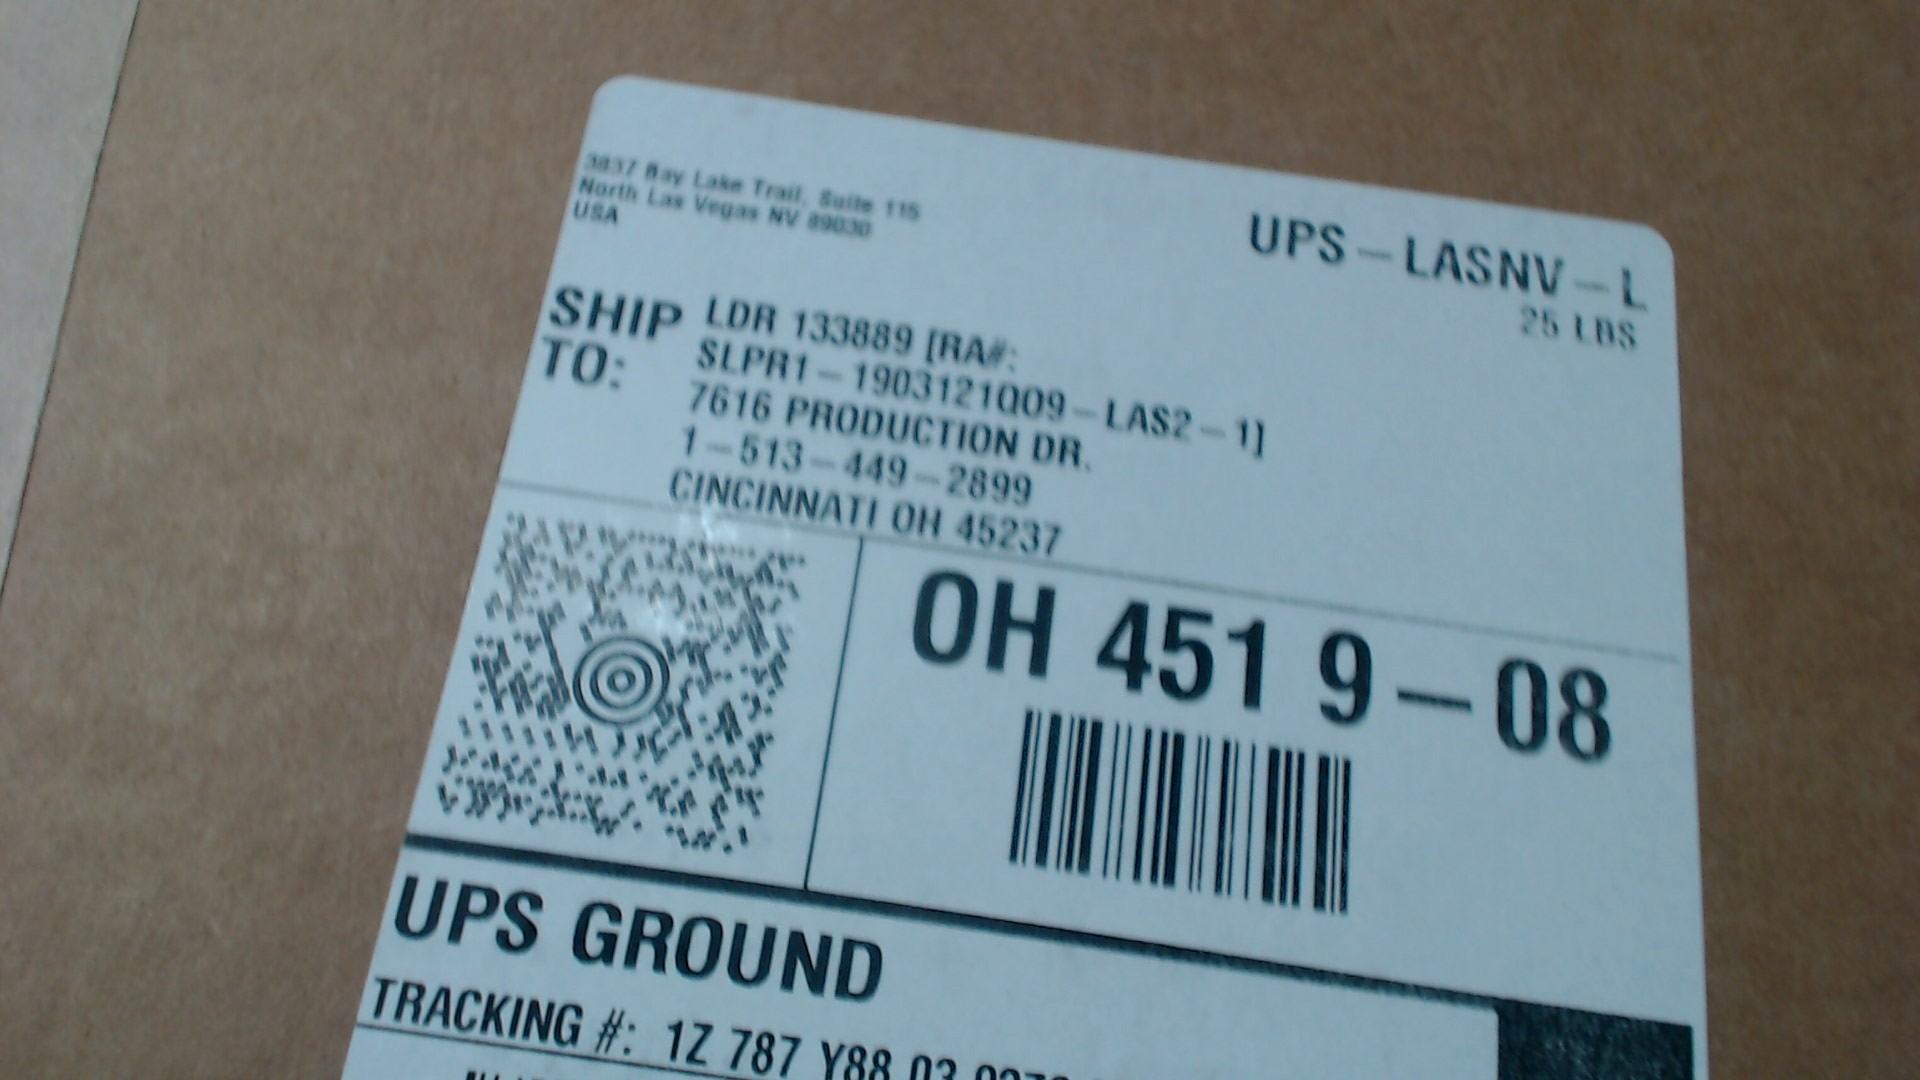 3837 Bay Lake Trail, Suite 115
North Las Vegas NV 89030
USA
UPS-LASNV-L
25 LBS
SHIP TO:
LDR 133889 [RA#:
SLPR1-1903121Q09-LAS2-1]
7616 PRODUCTION DR.
1-513-449-2899
CINCINNATI OH 45237
OH 451 9-08
UPS GROUND
TRACKING #: 1Z 787 Y88 03